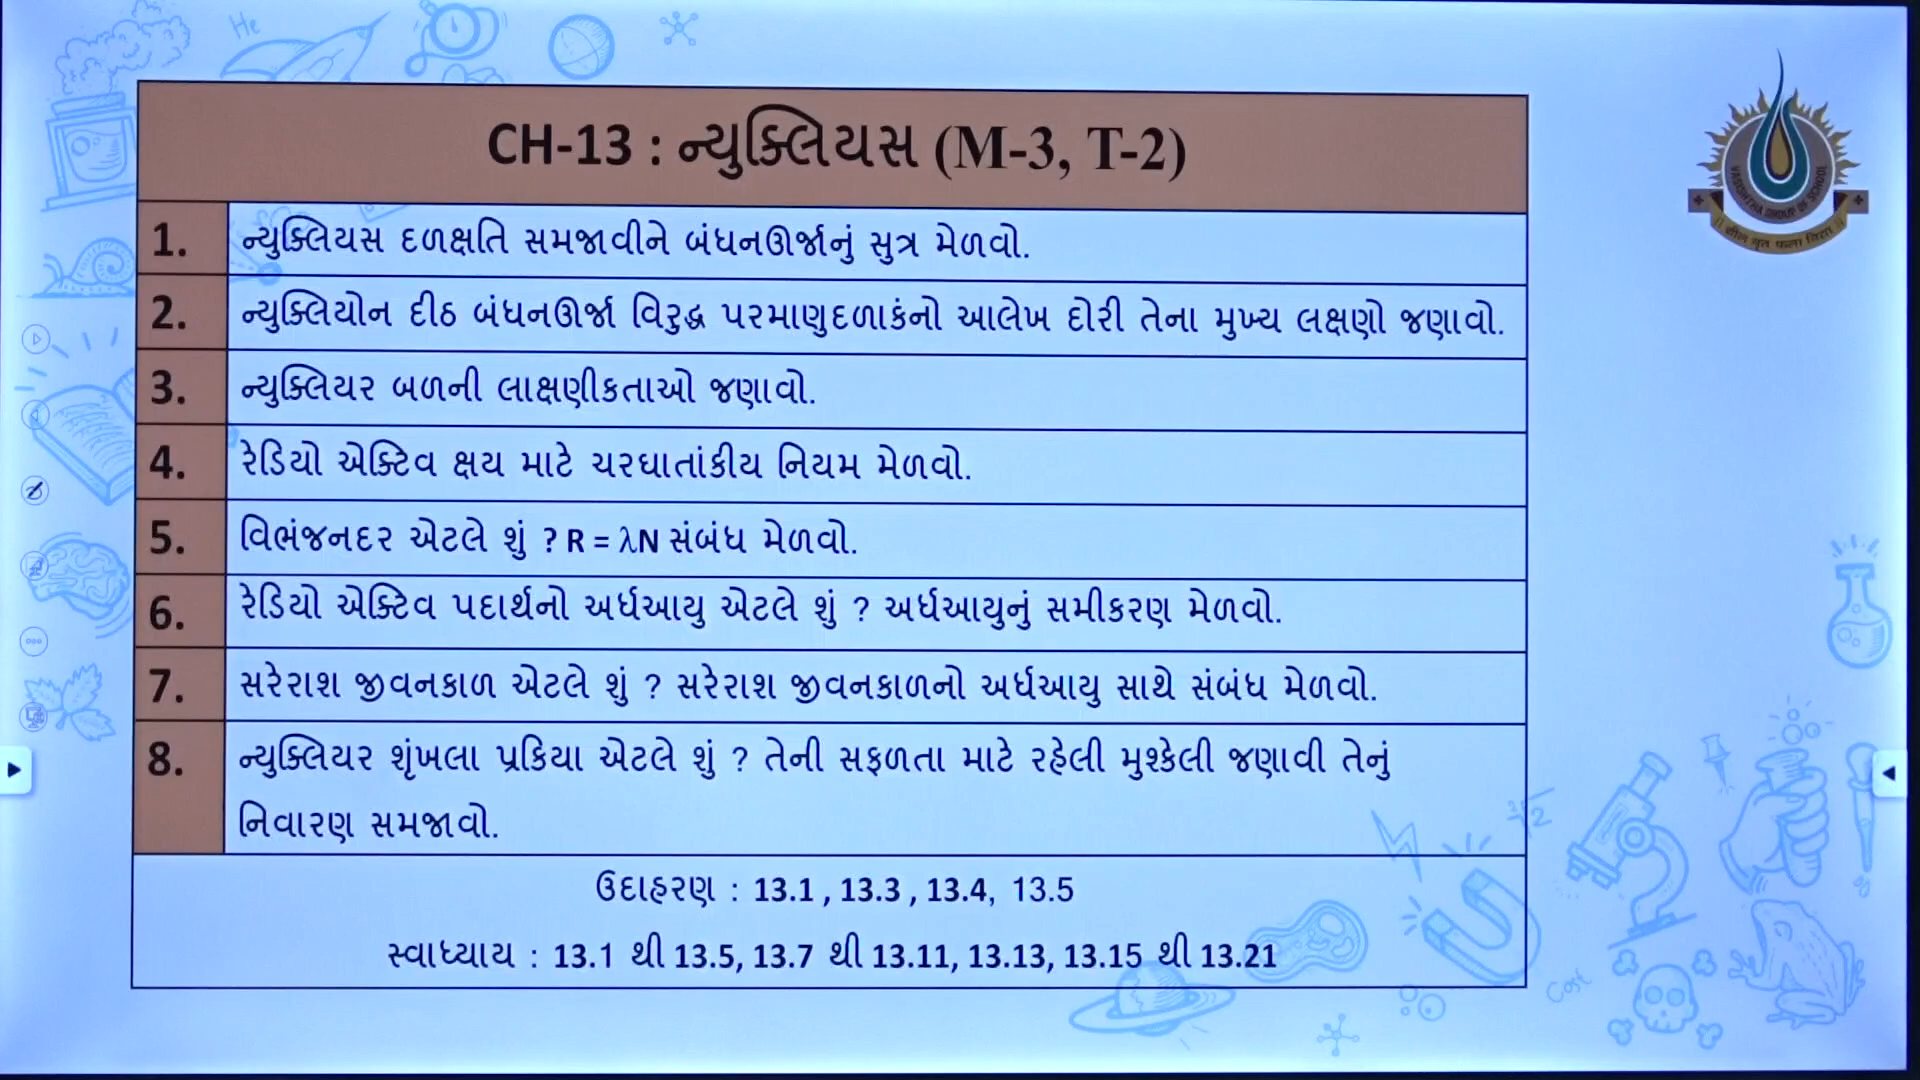 CH-13 : ન્યુક્લિયસ (M-3, T-2)
1. ન્યુક્લિયસ દળક્ષતિ સમજાવીને બંધનઊર્જાનું સુત્ર મેળવો.
2. ન્યુક્લિયોન દીઠ બંધનઊર્જા વિરુદ્ધ પરમાણુદળાકંનો આલેખ દોરી તેના મુખ્ય લક્ષણો જણાવો.
3. ન્યુક્લિયર બળની લાક્ષણીકતાઓ જણાવો.
4. રેડિયો એક્ટિવ ક્ષય માટે ચરઘાતાંકીય નિયમ મેળવો.
5. વિભંજનદર એટલે શું ? R = λN સંબંધ મેળવો.
6. રેડિયો એક્ટિવ પદાર્થનો અર્ધઆયુ એટલે શું ? અર્ધઆયુનું સમીકરણ મેળવો.
7. સરેરાશ જીવનકાળ એટલે શું ? સરેરાશ જીવનકાળનો અર્ધઆયુ સાથે સંબંધ મેળવો.
8. ન્યુક્લિયર શૃંખલા પ્રકિયા એટલે શું ? તેની સફળતા માટે રહેલી મુશ્કેલી જણાવી તેનું
નિવારણ સમજાવો.
ઉદાહરણ : 13.1 , 13.3 , 13.4, 13.5
સ્વાધ્યાય : 13.1 થી 13.5, 13.7 થી 13.11, 13.13, 13.15 થી 13.21
He
Cost